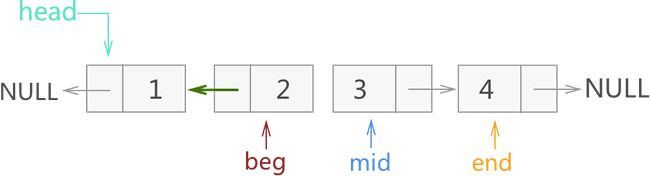 head
NULL 1 2 3 4 NULL
beg mid end